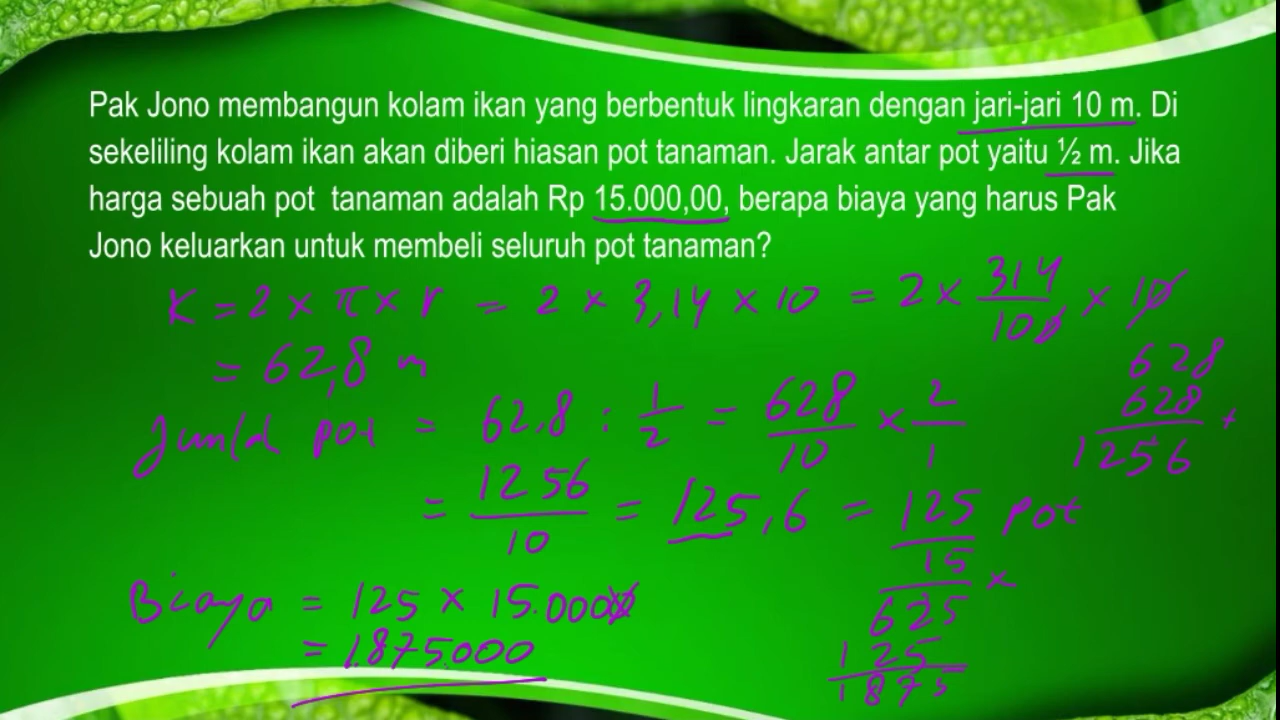 Pak Jono membangun kolam ikan yang berbentuk lingkaran dengan jari-jari 10 m. Di
sekeliling kolam ikan akan diberi hiasan pot tanaman. Jarak antar pot yaitu ½ m. Jika
harga sebuah pot tanaman adalah Rp 15.000,00, berapa biaya yang harus Pak
Jono keluarkan untuk membeli seluruh pot tanaman?
K = 2 × π × r = 2 × 3,14 × 10 = 2 × 314/100 × 10
= 62,8 m
628
628 +
1256
Jumlah pot = 62,8 : 1/2 = 628/10 × 2/1
= 1256/10 = 125,6 = 125 pot
15 ×
625
125
1875
Biaya = 125 × 15.000
= 1.875.000